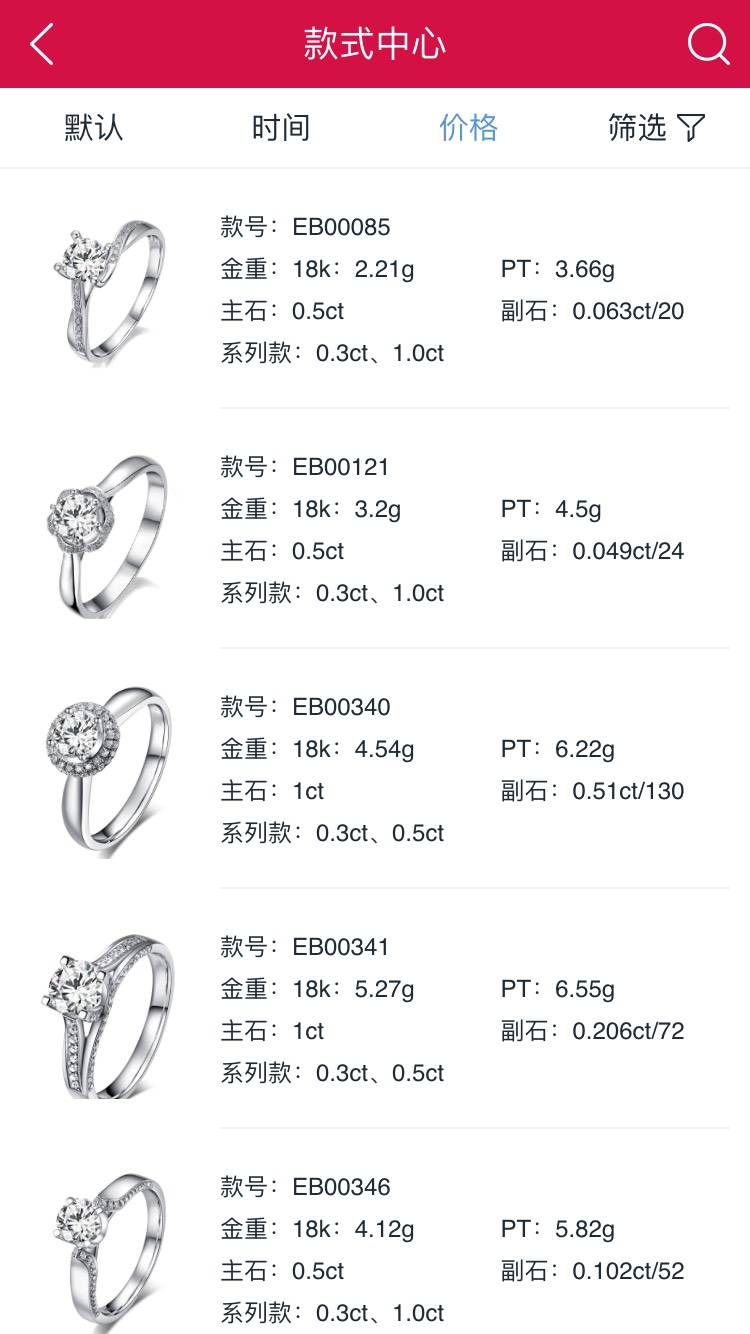 款式中心
默认 时间 价格 筛选
款号：EB00085
金重：18k：2.21g PT：3.66g
主石：0.5ct 副石：0.063ct/20
系列款：0.3ct、1.0ct
款号：EB00121
金重：18k：3.2g PT：4.5g
主石：0.5ct 副石：0.049ct/24
系列款：0.3ct、1.0ct
款号：EB00340
金重：18k：4.54g PT：6.22g
主石：1ct 副石：0.51ct/130
系列款：0.3ct、0.5ct
款号：EB00341
金重：18k：5.27g PT：6.55g
主石：1ct 副石：0.206ct/72
系列款：0.3ct、0.5ct
款号：EB00346
金重：18k：4.12g PT：5.82g
主石：0.5ct 副石：0.102ct/52
系列款：0.3ct、1.0ct